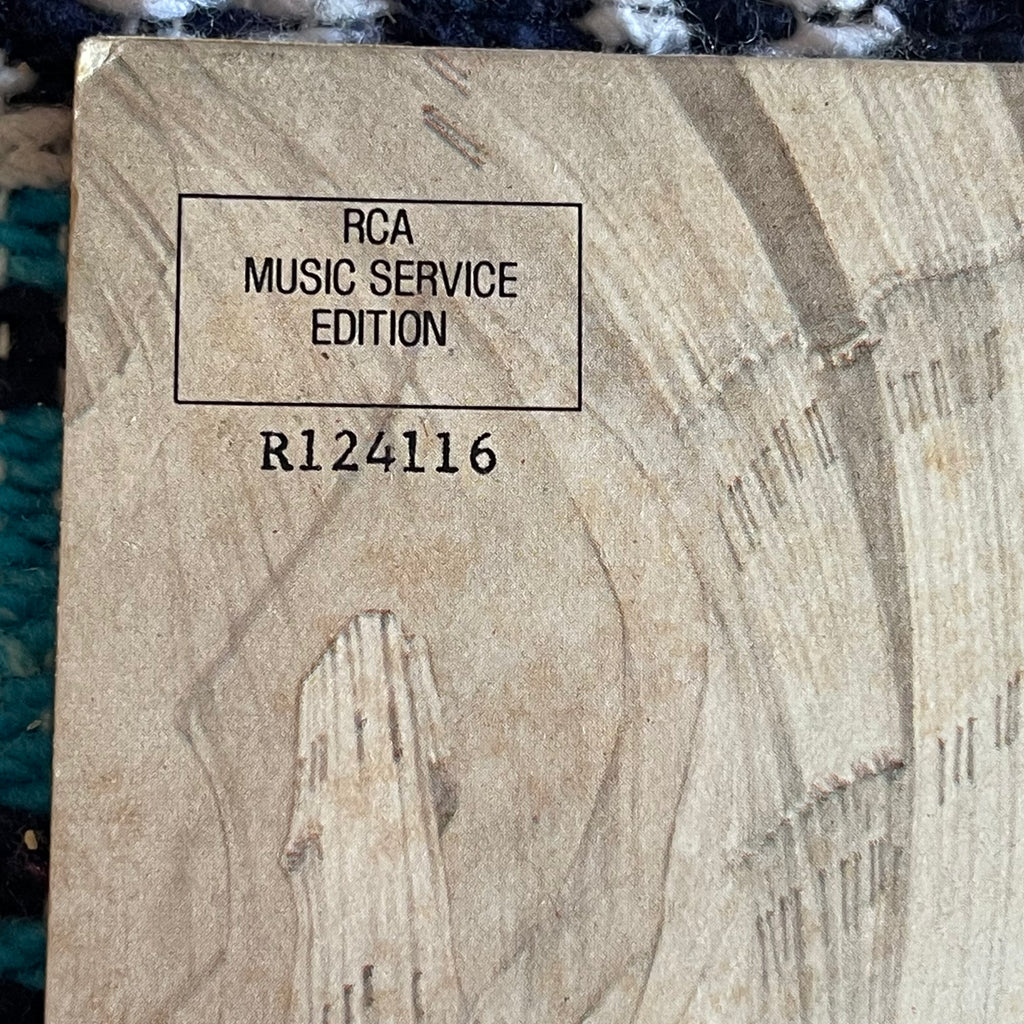 RCA
MUSIC SERVICE
EDITION
R124116